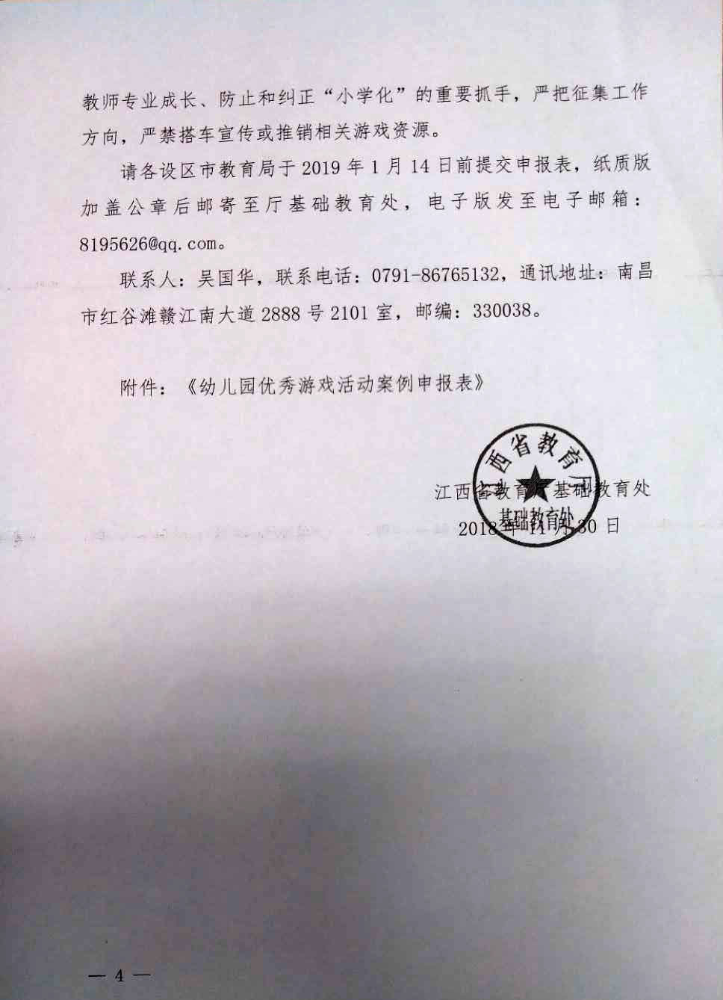 教师专业成长、防止和纠正“小学化”的重要抓手，严把征集工作
方向，严禁搭车宣传或推销相关游戏资源。
请各设区市教育局于 2019 年 1 月 14 日前提交申报表，纸质版
加盖公章后邮寄至厅基础教育处，电子版发至电子邮箱：
8195626@qq.com。
联系人：吴国华，联系电话：0791-86765132，通讯地址：南昌
市红谷滩赣江南大道 2888 号 2101 室，邮编：330038。
附件：《幼儿园优秀游戏活动案例申报表》
江西省教育厅
江西省教育厅基础教育处
基础教育处
2018 年 11 月 30 日
— 4 —